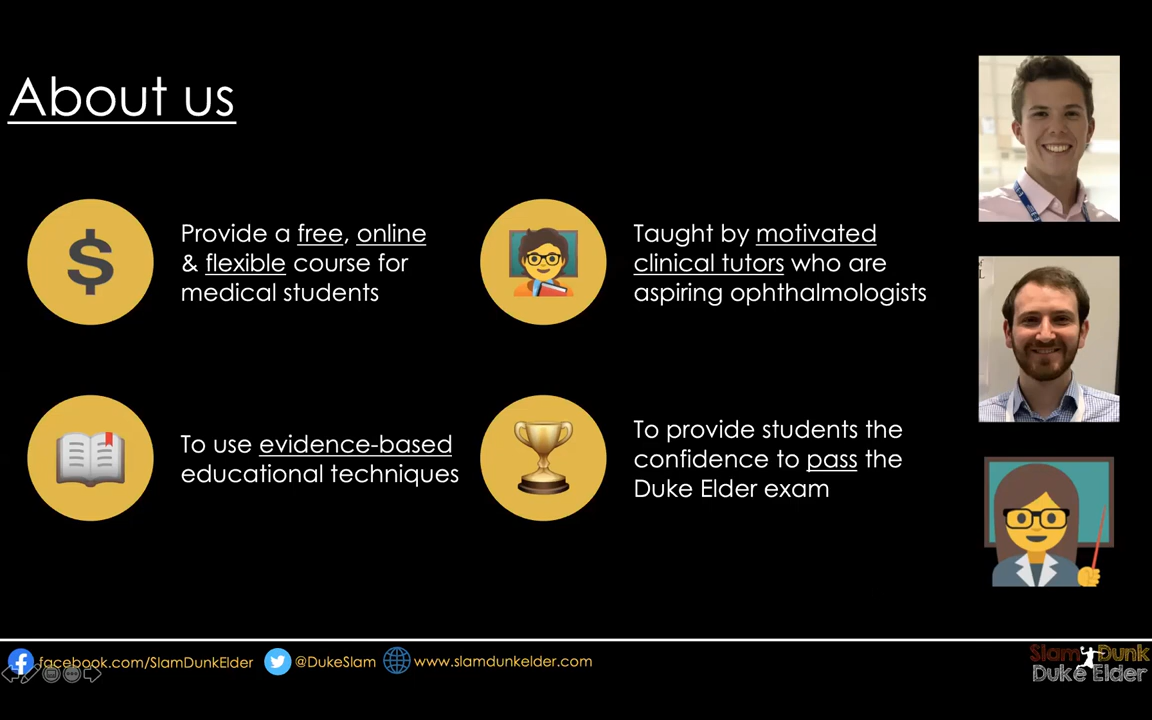 About us
Provide a free, online
& flexible course for
medical students
Taught by motivated
clinical tutors who are
aspiring ophthalmologists
To use evidence-based
educational techniques
To provide students the
confidence to pass the
Duke Elder exam
facebook.com/SlamDunkElder
@DukeSlam
www.slamdunkelder.com
Slam Dunk
Duke Elder